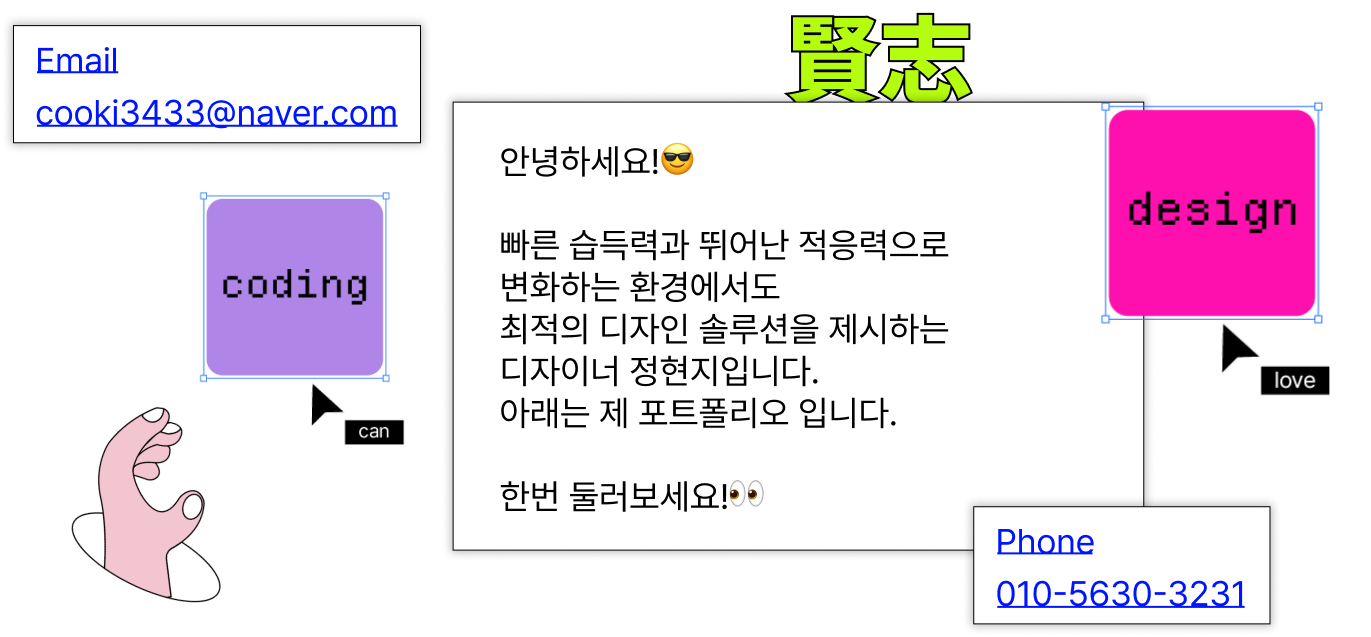 Email
cooki3433@naver.com
賢志
안녕하세요!😎
빠른 습득력과 뛰어난 적응력으로
변화하는 환경에서도
최적의 디자인 솔루션을 제시하는
디자이너 정현지입니다.
아래는 제 포트폴리오 입니다.
한번 둘러보세요!👀
coding
can
design
love
Phone
010-5630-3231